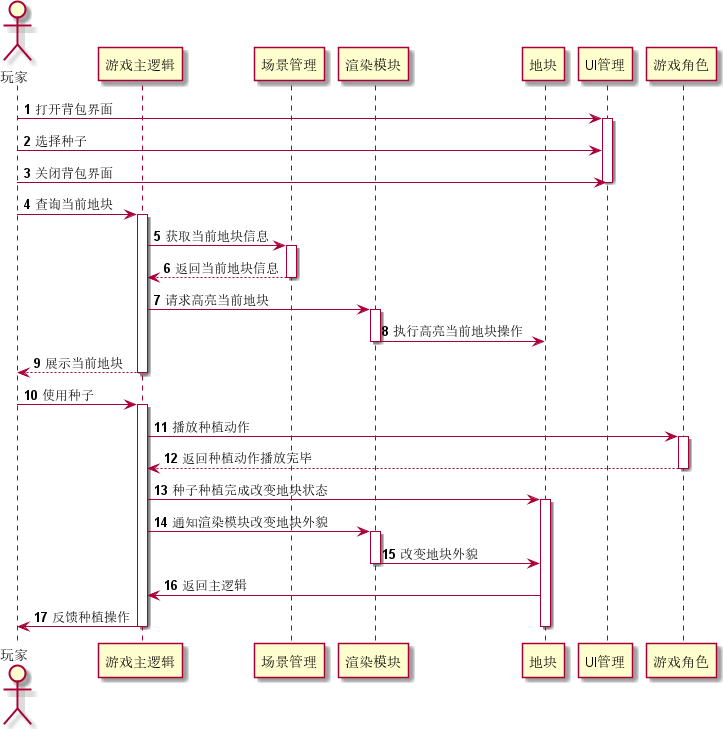 玩家
游戏主逻辑 场景管理 渲染模块 地块 UI管理 游戏角色
1 打开背包界面
2 选择种子
3 关闭背包界面
4 查询当前地块
5 获取当前地块信息
6 返回当前地块信息
7 请求高亮当前地块
8 执行高亮当前地块操作
9 展示当前地块
10 使用种子
11 播放种植动作
12 返回种植动作播放完毕
13 种子种植完成改变地块状态
14 通知渲染模块改变地块外貌
15 改变地块外貌
16 返回主逻辑
17 反馈种植操作
玩家
游戏主逻辑 场景管理 渲染模块 地块 UI管理 游戏角色